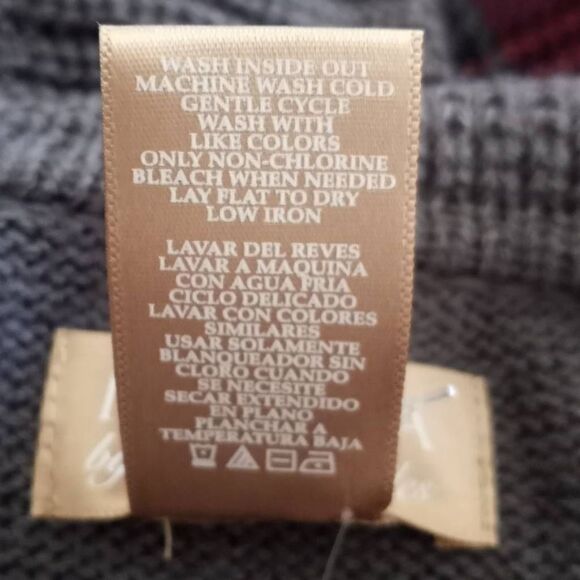 WASH INSIDE OUT
MACHINE WASH COLD
GENTLE CYCLE
WASH WITH
LIKE COLORS
ONLY NON-CHLORINE
BLEACH WHEN NEEDED
LAY FLAT TO DRY
LOW IRON
LAVAR DEL REVES
LAVAR A MAQUINA
CON AGUA FRIA
CICLO DELICADO
LAVAR CON COLORES
SIMILARES
USAR SOLAMENTE
BLANQUEADOR SIN
CLORO CUANDO
SE NECESITE
SECAR EXTENDIDO
EN PLANO
PLANCHAR A
TEMPERATURA BAJA
by